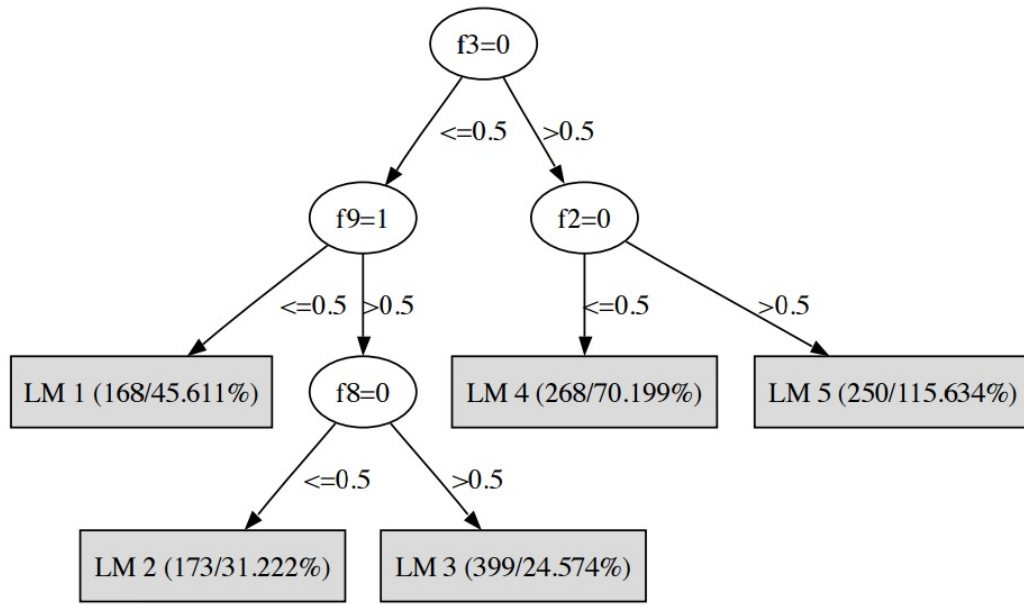 f3=0
<=0.5
>0.5
f9=1
f2=0
<=0.5
>0.5
<=0.5
>0.5
LM 1 (168/45.611%)
f8=0
LM 4 (268/70.199%)
LM 5 (250/115.634%)
<=0.5
>0.5
LM 2 (173/31.222%)
LM 3 (399/24.574%)